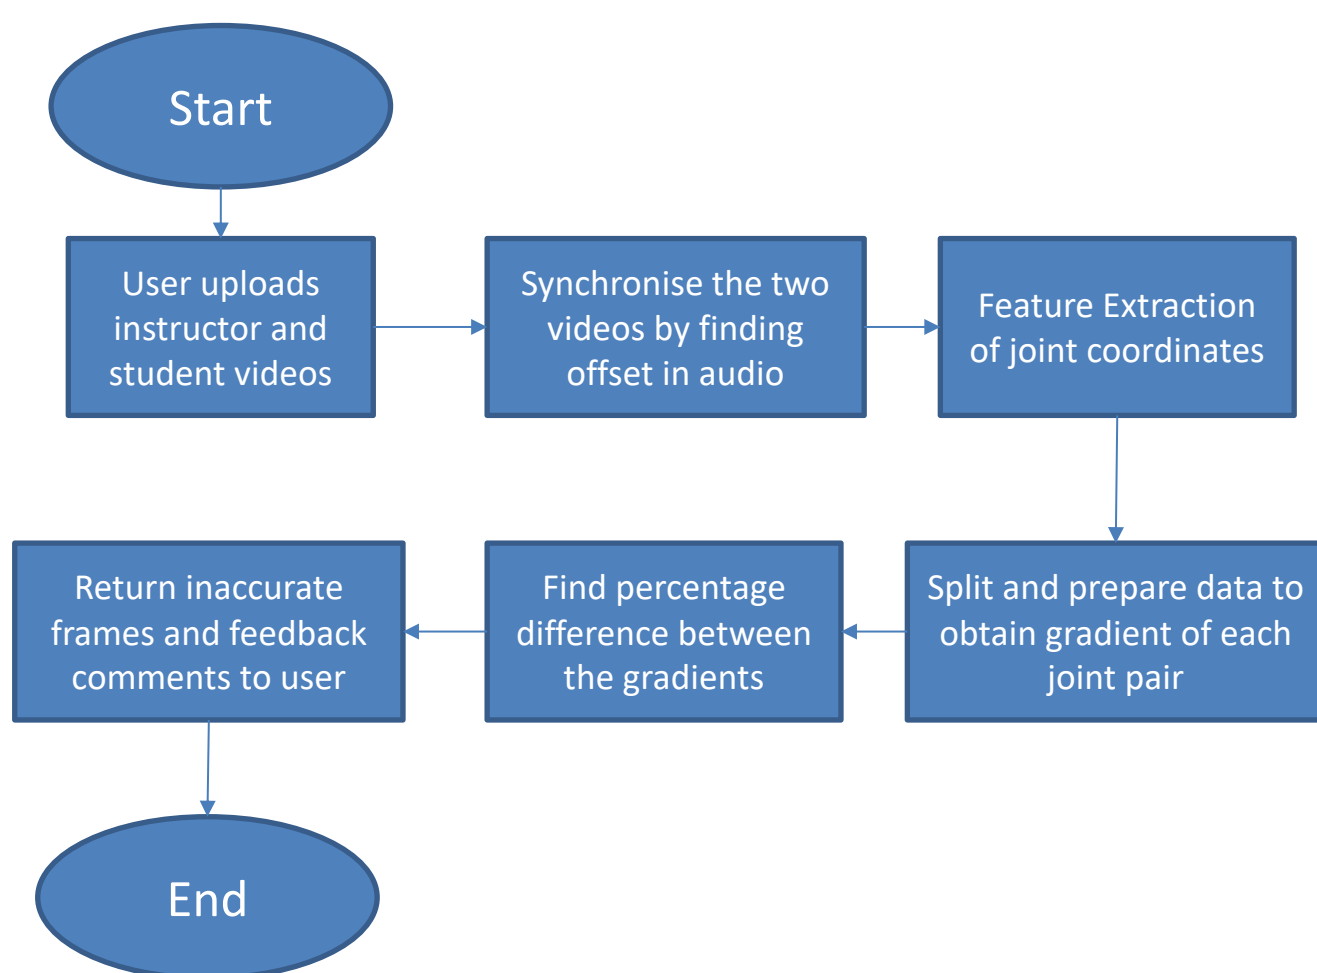 Start
User uploads
instructor and
student videos
Synchronise the two
videos by finding
offset in audio
Feature Extraction
of joint coordinates
Split and prepare data to
obtain gradient of each
joint pair
Find percentage
difference between
the gradients
Return inaccurate
frames and feedback
comments to user
End